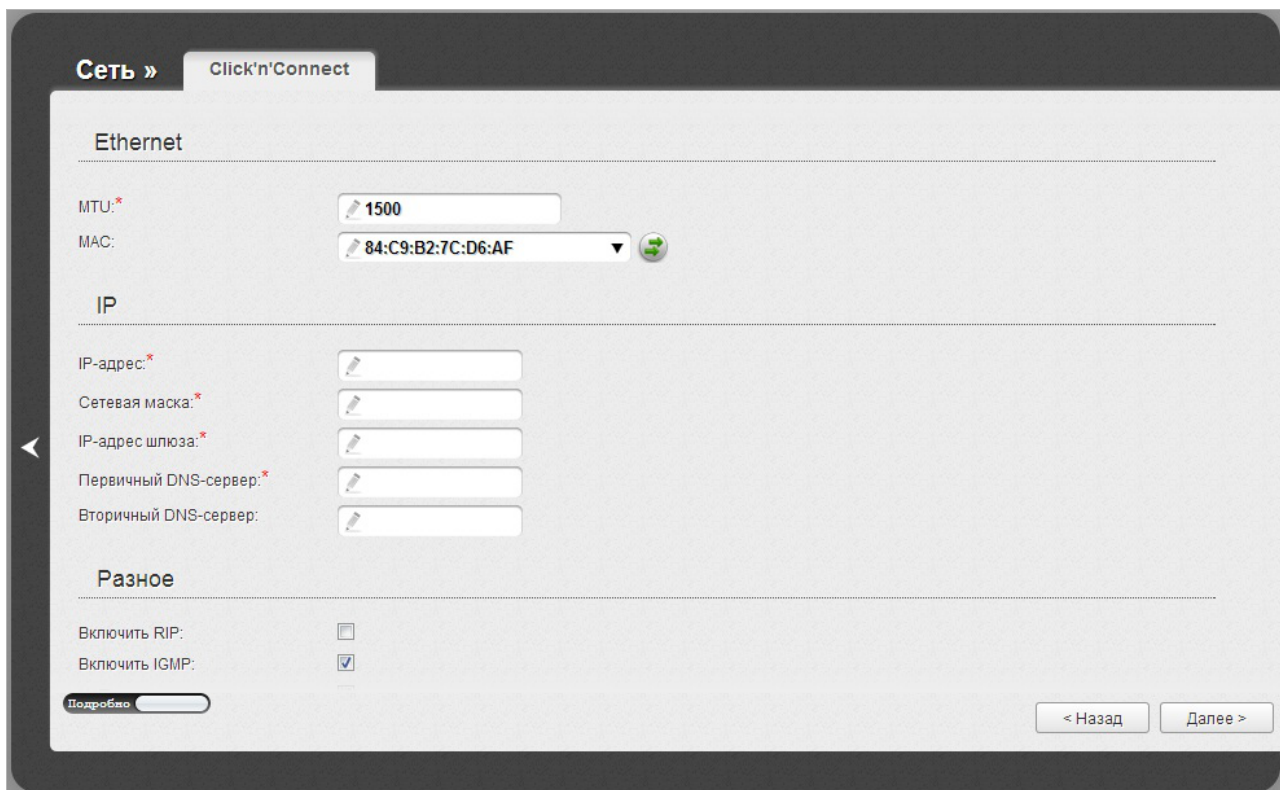 Сеть » Click'n'Connect
Ethernet
MTU:* 1500
MAC: 84:C9:B2:7C:D6:AF
IP
IP-адрес:*
Сетевая маска:*
IP-адрес шлюза:*
Первичный DNS-сервер:*
Вторичный DNS-сервер:
Разное
Включить RIP:
Включить IGMP:
Подробно
< Назад Далее >